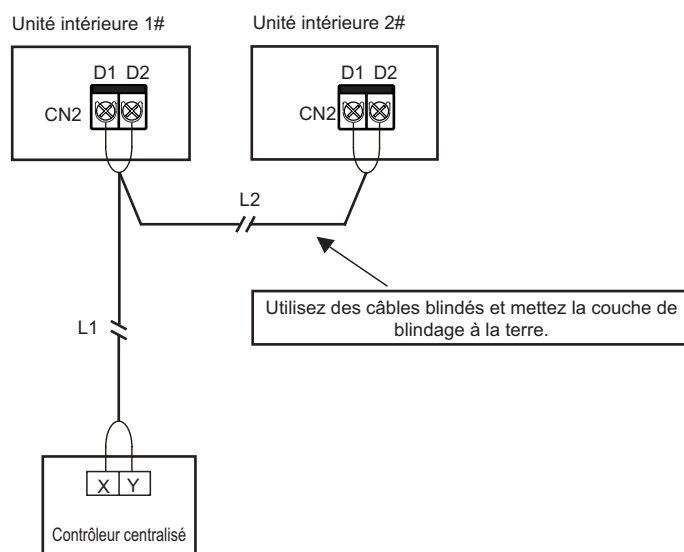 Unité intérieure 1#
Unité intérieure 2#
D1 D2
D1 D2
CN2
CN2
L2
Utilisez des câbles blindés et mettez la couche de
blindage à la terre.
L1
X Y
Contrôleur centralisé